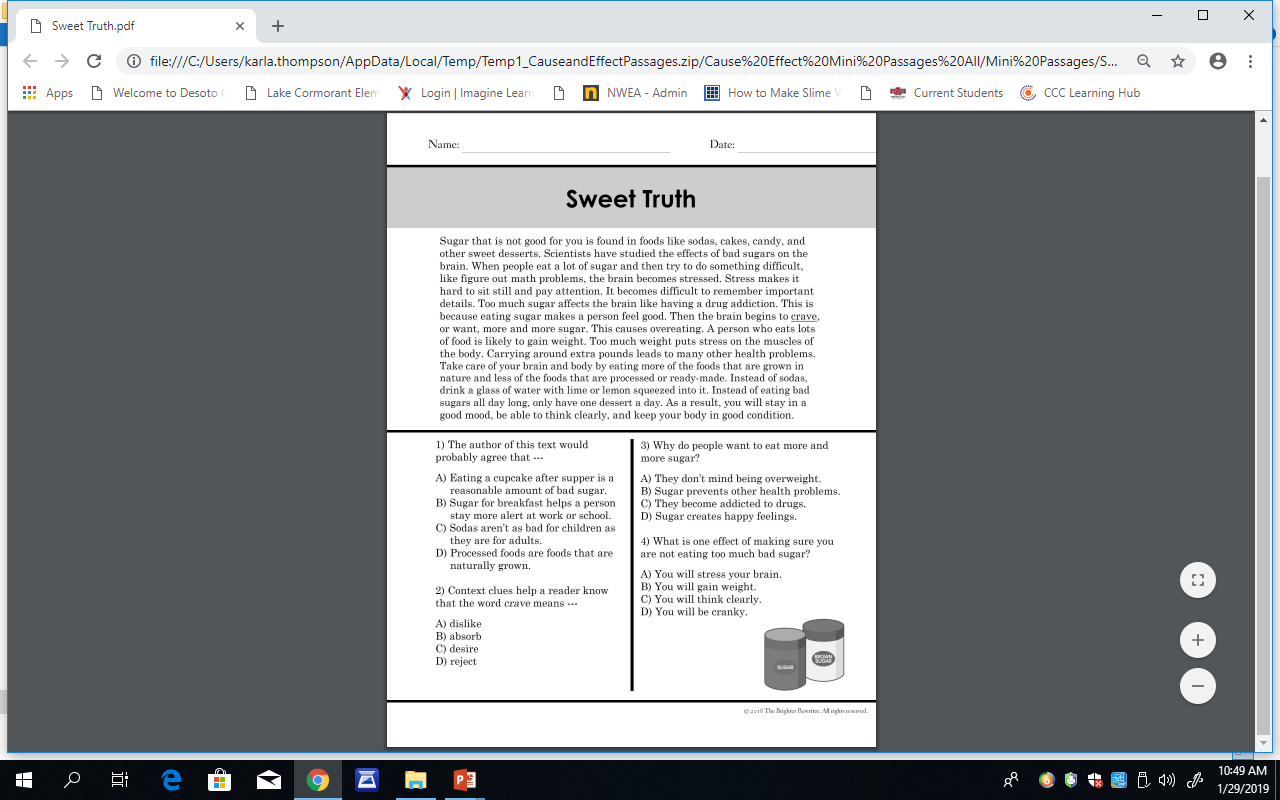 Sweet Truth.pdf
file:///C:/Users/karla.thompson/AppData/Local/Temp/Temp1_CauseandEffectPassages.zip/Cause%20Effect%20Mini%20Passages%20All/Mini%20Passages/S...
Apps
Welcome to Desoto C
Lake Cormorant Elem
Login | Imagine Learn
NWEA - Admin
How to Make Slime V
Current Students
CCC Learning Hub
Name:
Date:
Sweet Truth
Sugar that is not good for you is found in foods like sodas, cakes, candy, and
other sweet desserts. Scientists have studied the effects of bad sugars on the
brain. When people eat a lot of sugar and then try to do something difficult,
like figure out math problems, the brain becomes stressed. Stress makes it
hard to sit still and pay attention. It becomes difficult to remember important
details. Too much sugar affects the brain like having a drug addiction. This is
because eating sugar makes a person feel good. Then the brain begins to crave,
or want, more and more sugar. This causes overeating. A person who eats lots
of food is likely to gain weight. Too much weight puts stress on the muscles of
the body. Carrying around extra pounds leads to many other health problems.
Take care of your brain and body by eating more of the foods that are grown in
nature and less of the foods that are processed or ready-made. Instead of sodas,
drink a glass of water with lime or lemon squeezed into it. Instead of eating bad
sugars all day long, only have one dessert a day. As a result, you will stay in a
good mood, be able to think clearly, and keep your body in good condition.
1) The author of this text would
probably agree that ---
A) Eating a cupcake after supper is a
reasonable amount of bad sugar.
B) Sugar for breakfast helps a person
stay more alert at work or school.
C) Sodas aren't as bad for children as
they are for adults.
D) Processed foods are foods that are
naturally grown.
2) Context clues help a reader know
that the word crave means ---
A) dislike
B) absorb
C) desire
D) reject
3) Why do people want to eat more and
more sugar?
A) They don't mind being overweight.
B) Sugar prevents other health problems.
C) They become addicted to drugs.
D) Sugar creates happy feelings.
4) What is one effect of making sure you
are not eating too much bad sugar?
A) You will stress your brain.
B) You will gain weight.
C) You will think clearly.
D) You will be cranky.
SUGAR
BROWN
SUGAR
© 2018 The Brighter Rewriter. All rights reserved.
10:49 AM
1/29/2019